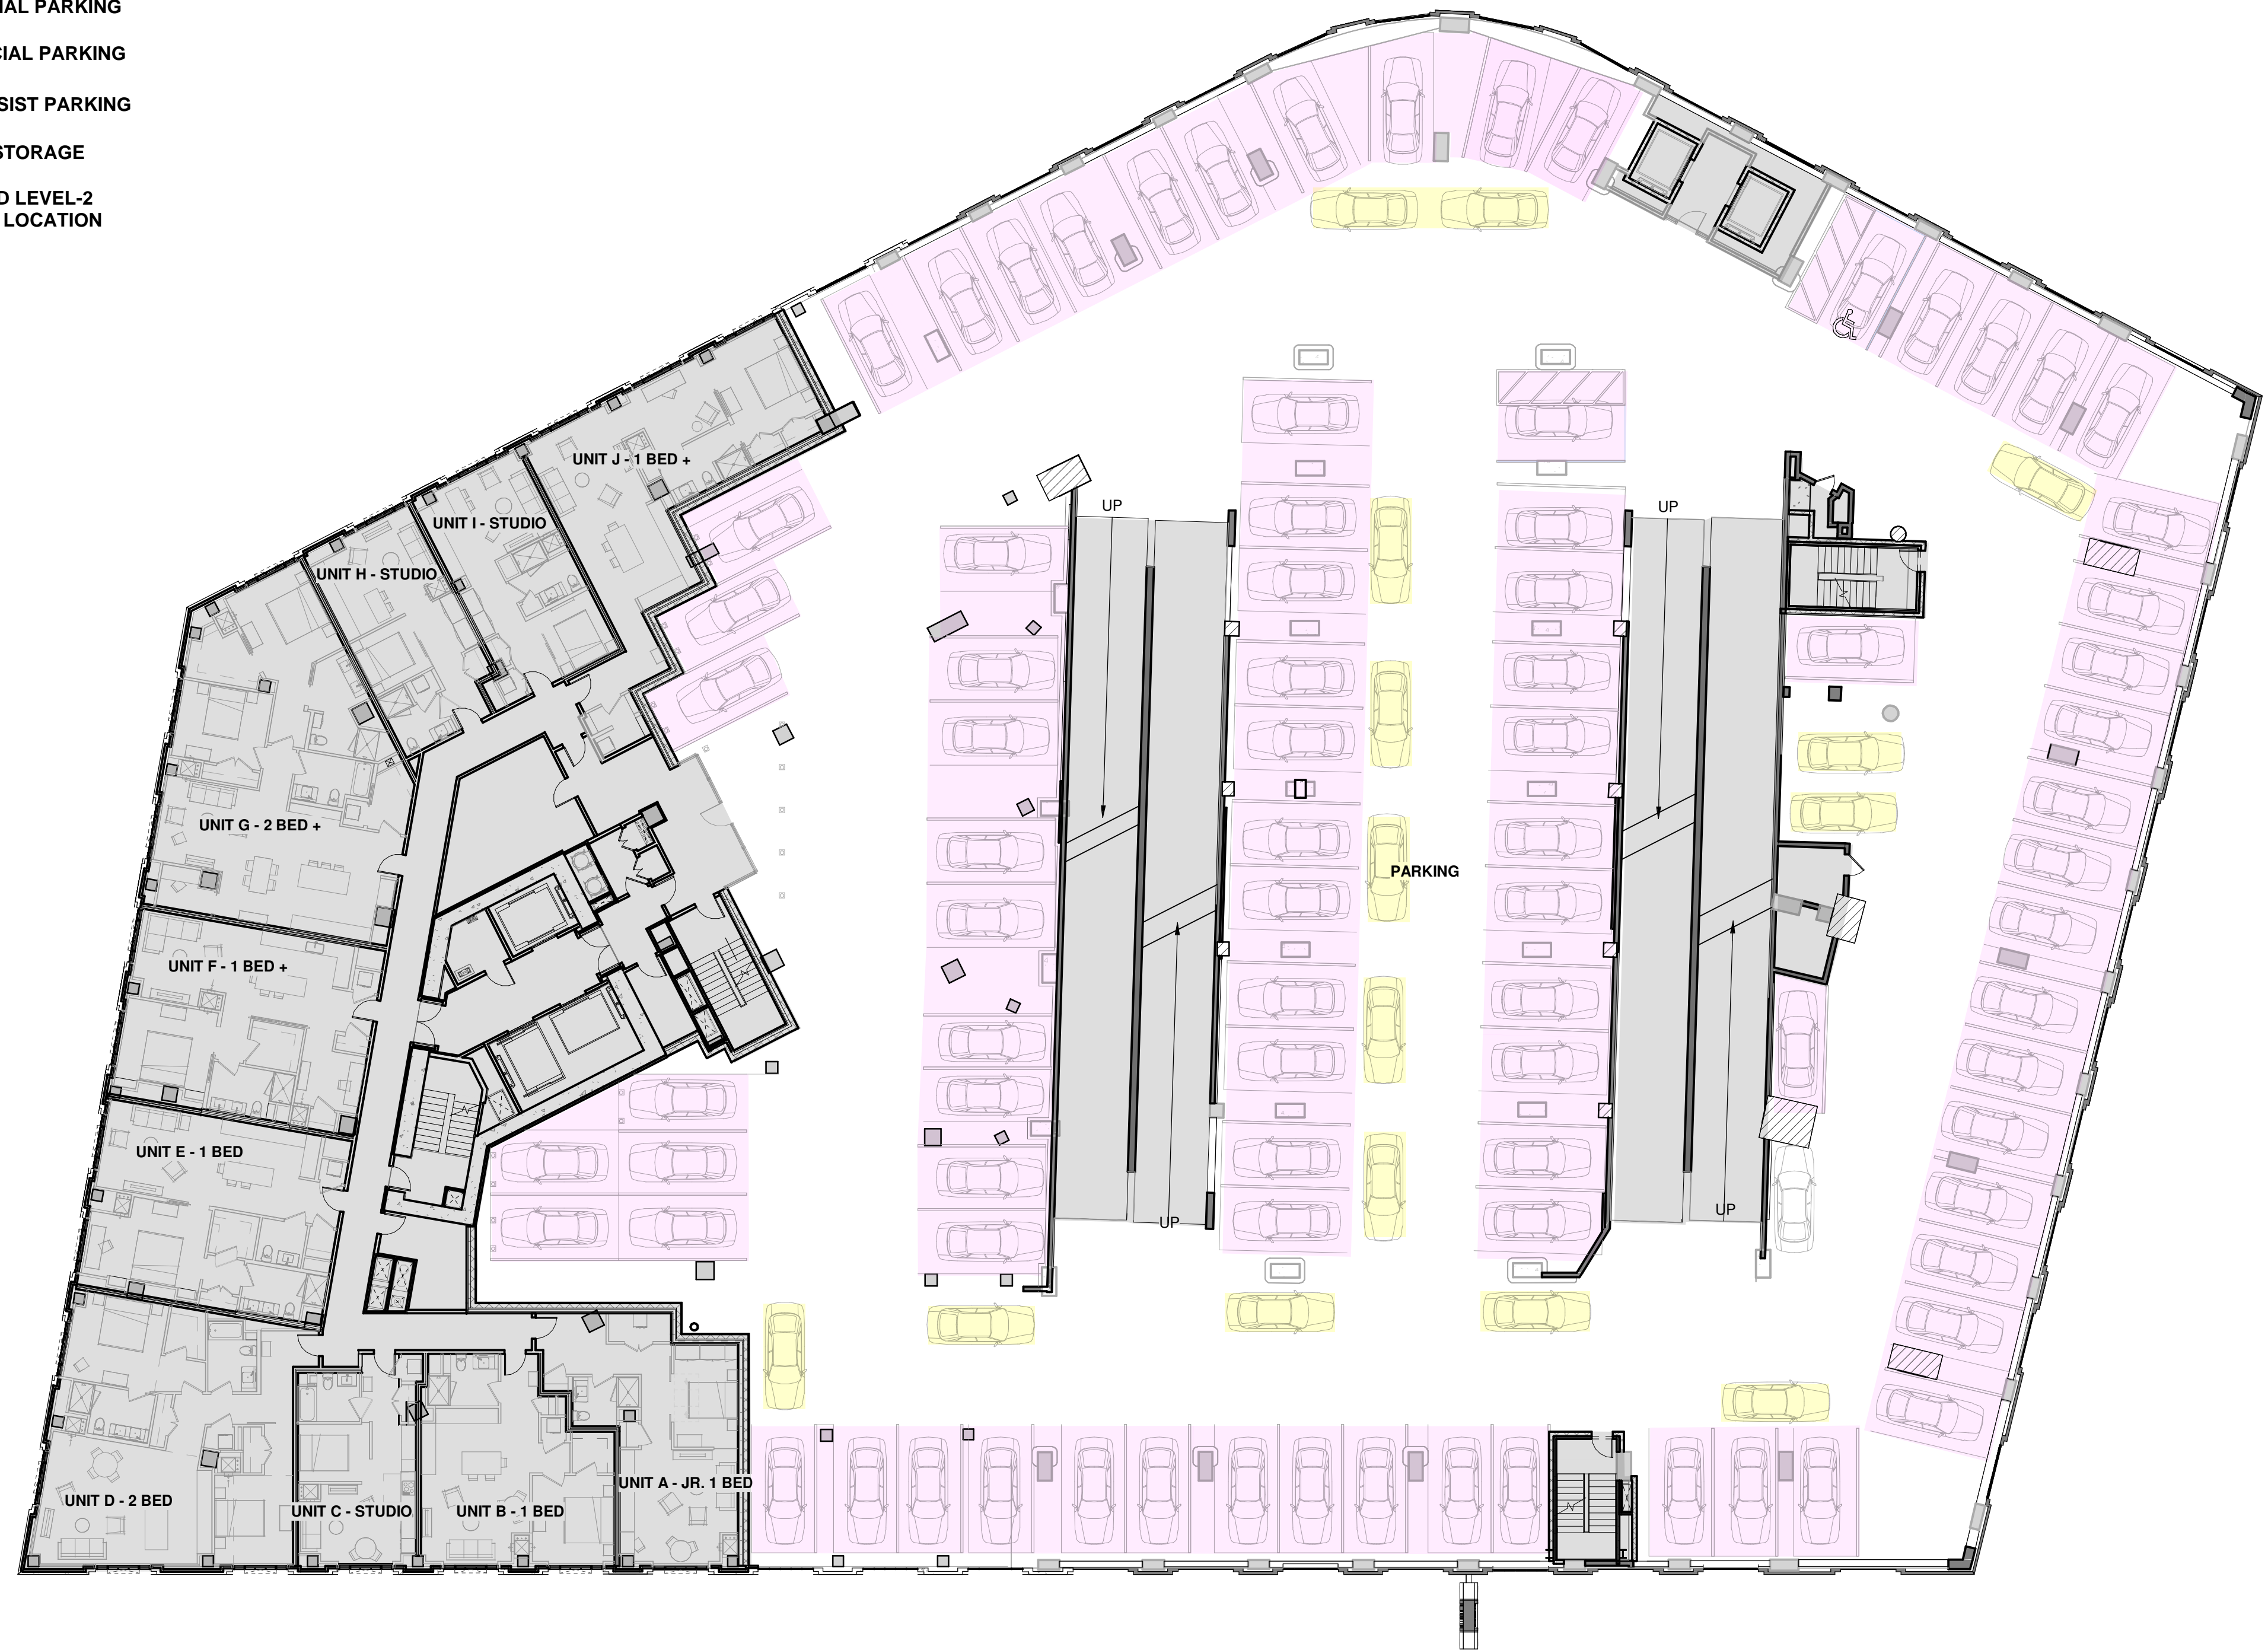 IAL PARKING
CIAL PARKING
SIST PARKING
STORAGE
D LEVEL-2
LOCATION
UNIT J - 1 BED +
UNIT I - STUDIO
UNIT H - STUDIO
UP
UP
UNIT G - 2 BED +
PARKING
UNIT F - 1 BED +
UNIT E - 1 BED
UP
UP
UNIT D - 2 BED
UNIT C - STUDIO
UNIT B - 1 BED
UNIT A - JR. 1 BED